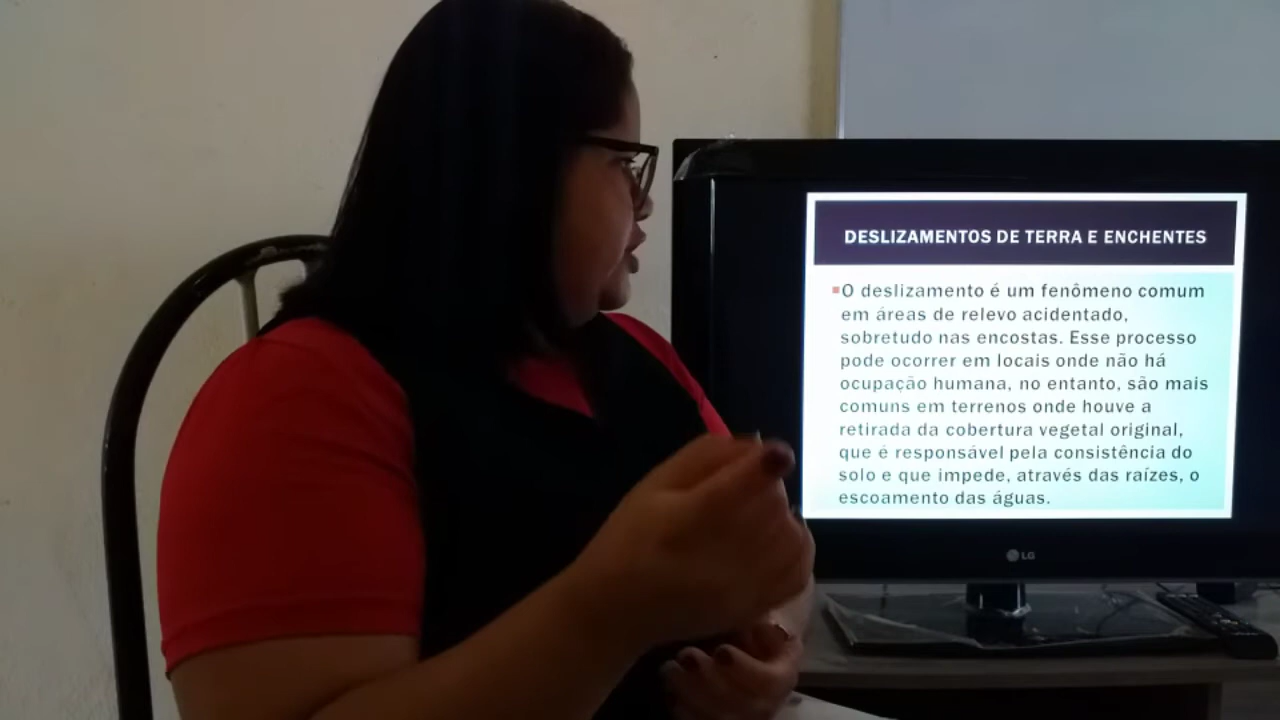 DESLIZAMENTOS DE TERRA E ENCHENTES
O deslizamento é um fenômeno comum
em áreas de relevo acidentado,
sobretudo nas encostas. Esse processo
pode ocorrer em locais onde não há
ocupação humana, no entanto, são mais
comuns em terrenos onde houve a
retirada da cobertura vegetal original,
que é responsável pela consistência do
solo e que impede, através das raízes, o
escoamento das águas.
LG